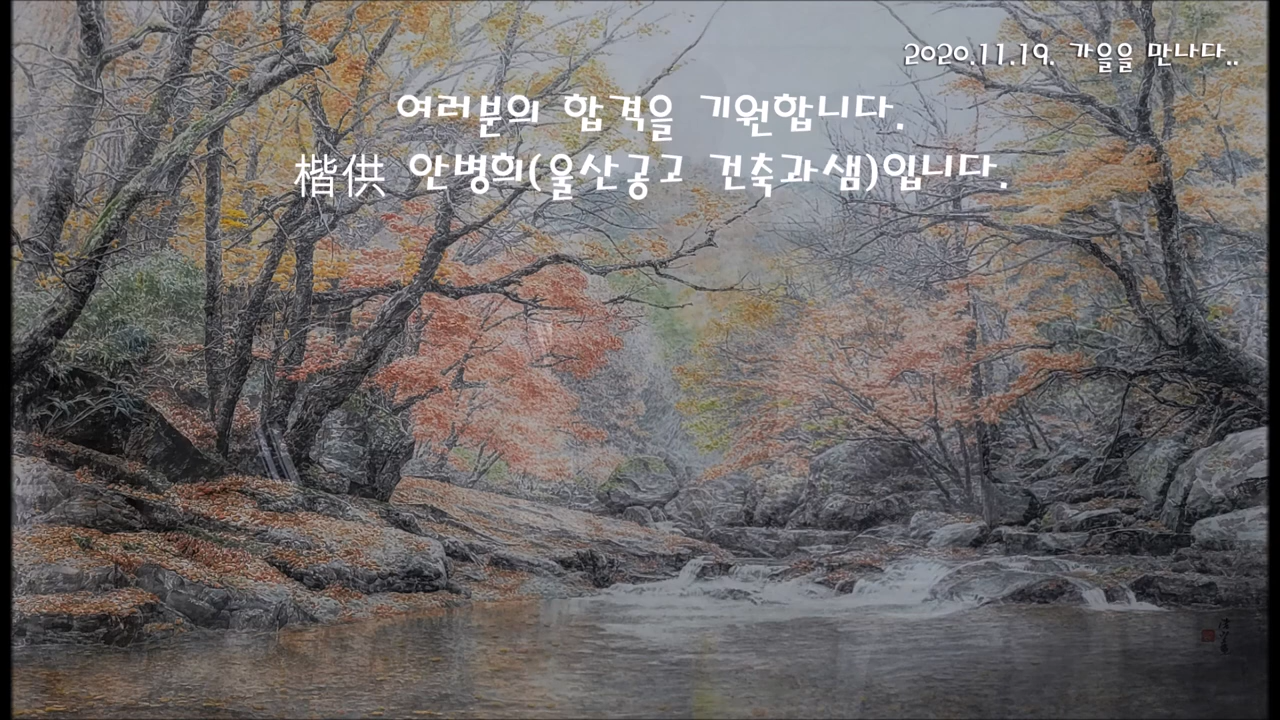 2020.11.19. 가을을 만나다..
여러분의 합격을 기원합니다.
楷供 안병희(울산공고 건축과샘)입니다.